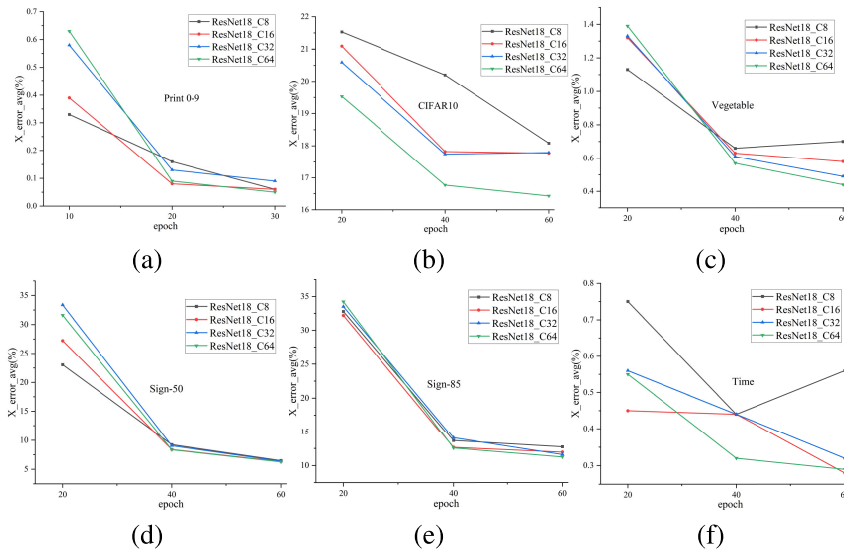 ResNet18_C8
ResNet18_C16
ResNet18_C32
ResNet18_C64
Print 0-9
X_error_avg(%)
0.7
0.6
0.5
0.4
0.3
0.2
0.1
0.0
10
20
30
epoch
(a)
ResNet18_C8
ResNet18_C16
ResNet18_C32
ResNet18_C64
CIFAR10
X_error_avg(%)
22
21
20
19
18
17
16
20
40
60
epoch
(b)
ResNet18_C8
ResNet18_C16
ResNet18_C32
ResNet18_C64
Vegetable
X_error_avg(%)
1.4
1.2
1.0
0.8
0.6
0.4
20
40
60
epoch
(c)
ResNet18_C8
ResNet18_C16
ResNet18_C32
ResNet18_C64
Sign-50
X_error_avg(%)
35
30
25
20
15
10
5
20
40
60
epoch
(d)
ResNet18_C8
ResNet18_C16
ResNet18_C32
ResNet18_C64
Sign-85
X_error_avg(%)
35
30
25
20
15
10
20
40
60
epoch
(e)
ResNet18_C8
ResNet18_C16
ResNet18_C32
ResNet18_C64
Time
X_error_avg(%)
0.8
0.7
0.6
0.5
0.4
0.3
20
40
60
epoch
(f)